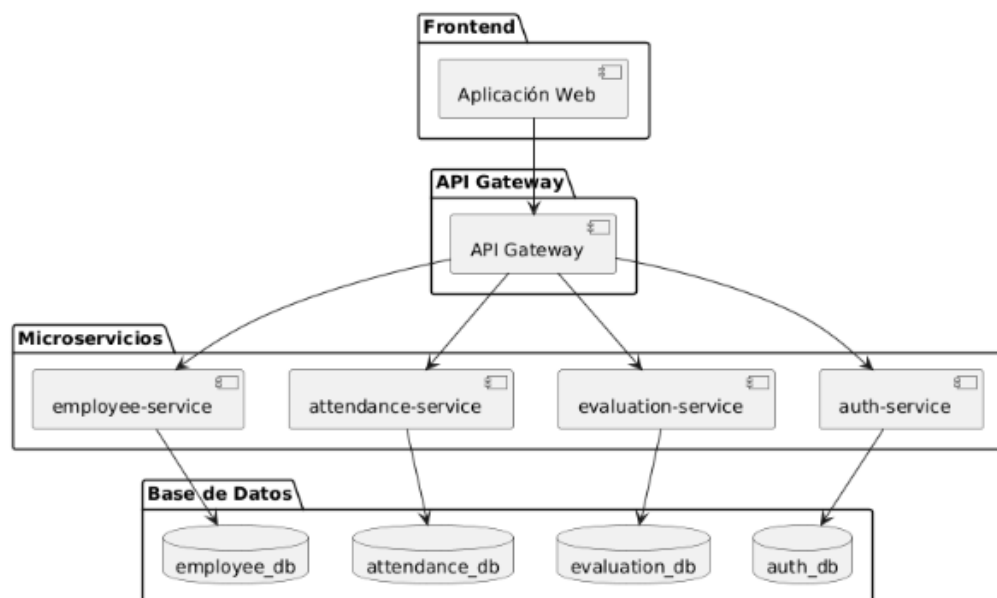 Frontend
Aplicación Web
API Gateway
API Gateway
Microservicios
employee-service
attendance-service
evaluation-service
auth-service
Base de Datos
employee_db
attendance_db
evaluation_db
auth_db